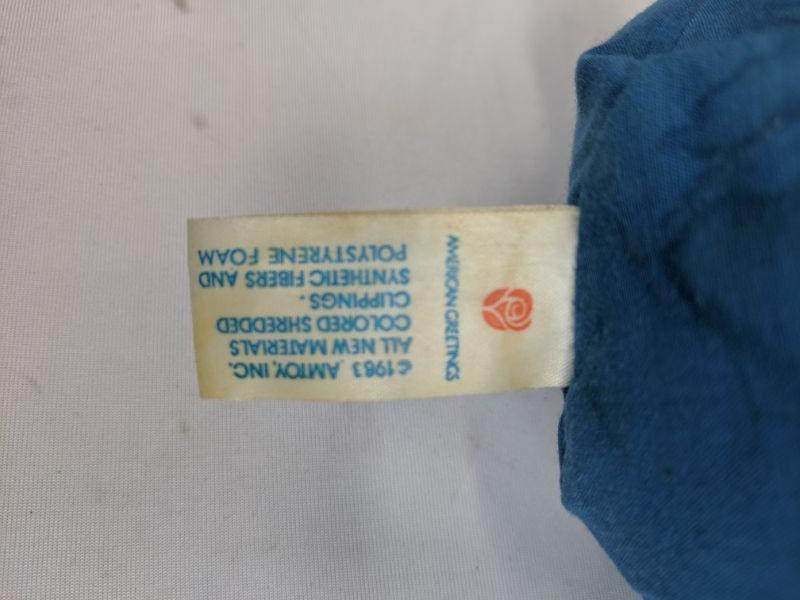 AMERICAN GREETINGS
©1983 AMTOY, INC.
ALL NEW MATERIALS
COLORED SHREDDED
CLIPPINGS -
SYNTHETIC FIBERS AND
POLYSTYRENE FOAM